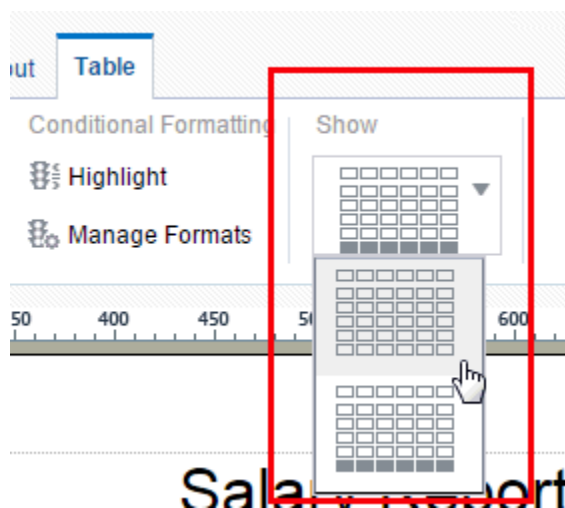 Table
Conditional Formatting
Show
Highlight
Manage Formats
400
450
600